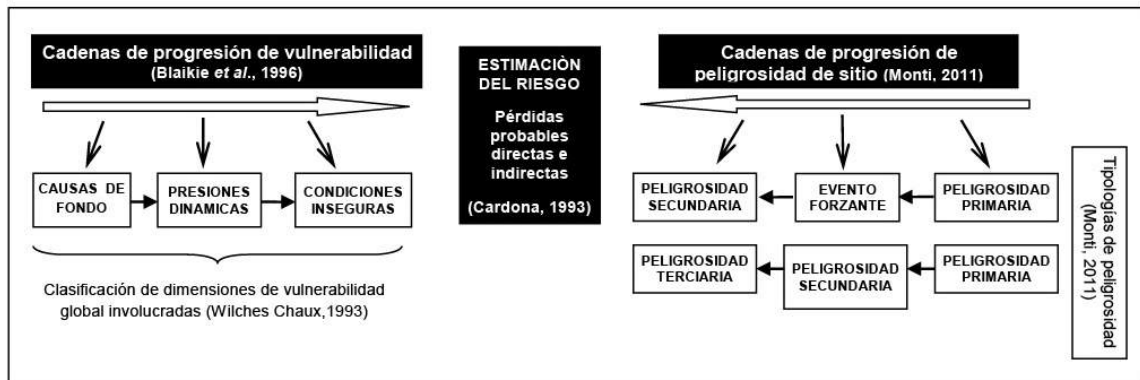 Cadenas de progresión de vulnerabilidad
(Blaikie et al., 1996)
CAUSAS DE
FONDO
PRESIONES
DINAMICAS
CONDICIONES
INSEGURAS
Clasificación de dimensiones de vulnerabilidad
global involucradas (Wilches Chaux,1993)
ESTIMACIÒN
DEL RIESGO
Pérdidas
probables
directas e
indirectas
(Cardona, 1993)
Cadenas de progresión de
peligrosidad de sitio (Monti, 2011)
PELIGROSIDAD
SECUNDARIA
EVENTO
FORZANTE
PELIGROSIDAD
PRIMARIA
PELIGROSIDAD
TERCIARIA
PELIGROSIDAD
SECUNDARIA
PELIGROSIDAD
PRIMARIA
Tipologías de peligrosidad
(Monti, 2011)